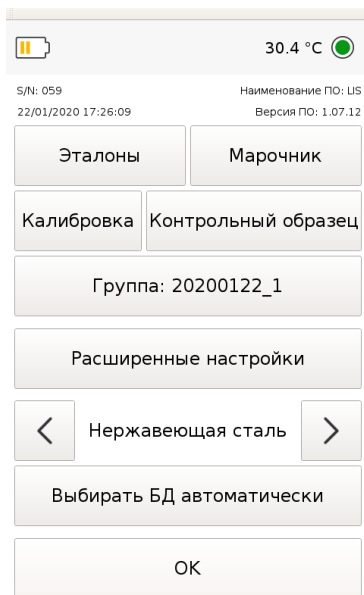 30.4 °C
S/N: 059
Наименование ПО: LIS
22/01/2020 17:26:09
Версия ПО: 1.07.12
Эталоны
Марочник
Калибровка
Контрольный образец
Группа: 20200122_1
Расширенные настройки
Нержавеющая сталь
Выбирать БД автоматически
OK